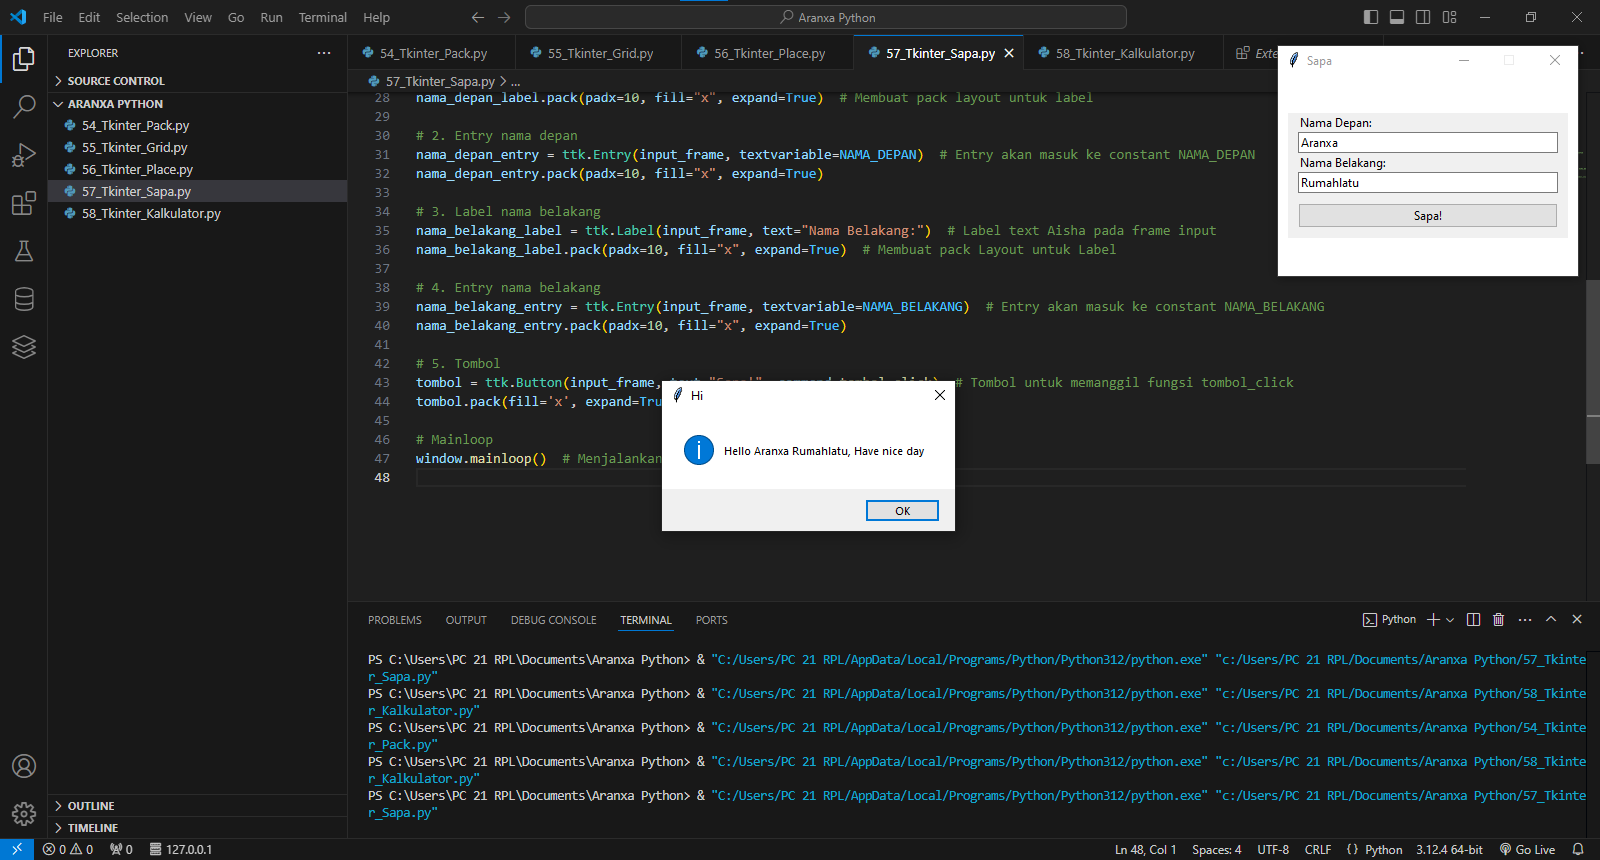 File Edit Selection View Go Run Terminal Help
Aranxa Python
EXPLORER
SOURCE CONTROL
ARANXA PYTHON
54_Tkinter_Pack.py
55_Tkinter_Grid.py
56_Tkinter_Place.py
57_Tkinter_Sapa.py
58_Tkinter_Kalkulator.py
OUTLINE
TIMELINE
54_Tkinter_Pack.py 55_Tkinter_Grid.py 56_Tkinter_Place.py 57_Tkinter_Sapa.py 58_Tkinter_Kalkulator.py
57_Tkinter_Sapa.py > ...
28 nama_depan_label.pack(padx=10, fill="x", expand=True)  # Membuat pack layout untuk label
29
30 # 2. Entry nama depan
31 nama_depan_entry = ttk.Entry(input_frame, textvariable=NAMA_DEPAN)  # Entry akan masuk ke constant NAMA_DEPAN
32 nama_depan_entry.pack(padx=10, fill="x", expand=True)
33
34 # 3. Label nama belakang
35 nama_belakang_label = ttk.Label(input_frame, text="Nama Belakang:")  # Label text Aisha pada frame input
36 nama_belakang_label.pack(padx=10, fill="x", expand=True)  # Membuat pack Layout untuk Label
37
38 # 4. Entry nama belakang
39 nama_belakang_entry = ttk.Entry(input_frame, textvariable=NAMA_BELAKANG)  # Entry akan masuk ke constant NAMA_BELAKANG
40 nama_belakang_entry.pack(padx=10, fill="x", expand=True)
41
42 # 5. Tombol
43 tombol = ttk.Button(input_frame, # Tombol untuk memanggil fungsi tombol_click
44 tombol.pack(fill='x', expand=Tru
45
46 # Mainloop
47 window.mainloop()  # Menjalankan
48
Sapa
Nama Depan:
Aranxa
Nama Belakang:
Rumahlatu
Sapa!
Hi
Hello Aranxa Rumahlatu, Have nice day
OK
PROBLEMS OUTPUT DEBUG CONSOLE TERMINAL PORTS
Python
PS C:\Users\PC 21 RPL\Documents\Aranxa Python> & "C:/Users/PC 21 RPL/AppData/Local/Programs/Python/Python312/python.exe" "c:/Users/PC 21 RPL/Documents/Aranxa Python/57_Tkinte
r_Sapa.py"
PS C:\Users\PC 21 RPL\Documents\Aranxa Python> & "C:/Users/PC 21 RPL/AppData/Local/Programs/Python/Python312/python.exe" "c:/Users/PC 21 RPL/Documents/Aranxa Python/58_Tkinte
r_Kalkulator.py"
PS C:\Users\PC 21 RPL\Documents\Aranxa Python> & "C:/Users/PC 21 RPL/AppData/Local/Programs/Python/Python312/python.exe" "c:/Users/PC 21 RPL/Documents/Aranxa Python/54_Tkinte
r_Pack.py"
PS C:\Users\PC 21 RPL\Documents\Aranxa Python> & "C:/Users/PC 21 RPL/AppData/Local/Programs/Python/Python312/python.exe" "c:/Users/PC 21 RPL/Documents/Aranxa Python/58_Tkinte
r_Kalkulator.py"
PS C:\Users\PC 21 RPL\Documents\Aranxa Python> & "C:/Users/PC 21 RPL/AppData/Local/Programs/Python/Python312/python.exe" "c:/Users/PC 21 RPL/Documents/Aranxa Python/57_Tkinte
r_Sapa.py"
0 0 0 127.0.0.1 Ln 48, Col 1 Spaces: 4 UTF-8 CRLF Python 3.12.4 64-bit Go Live